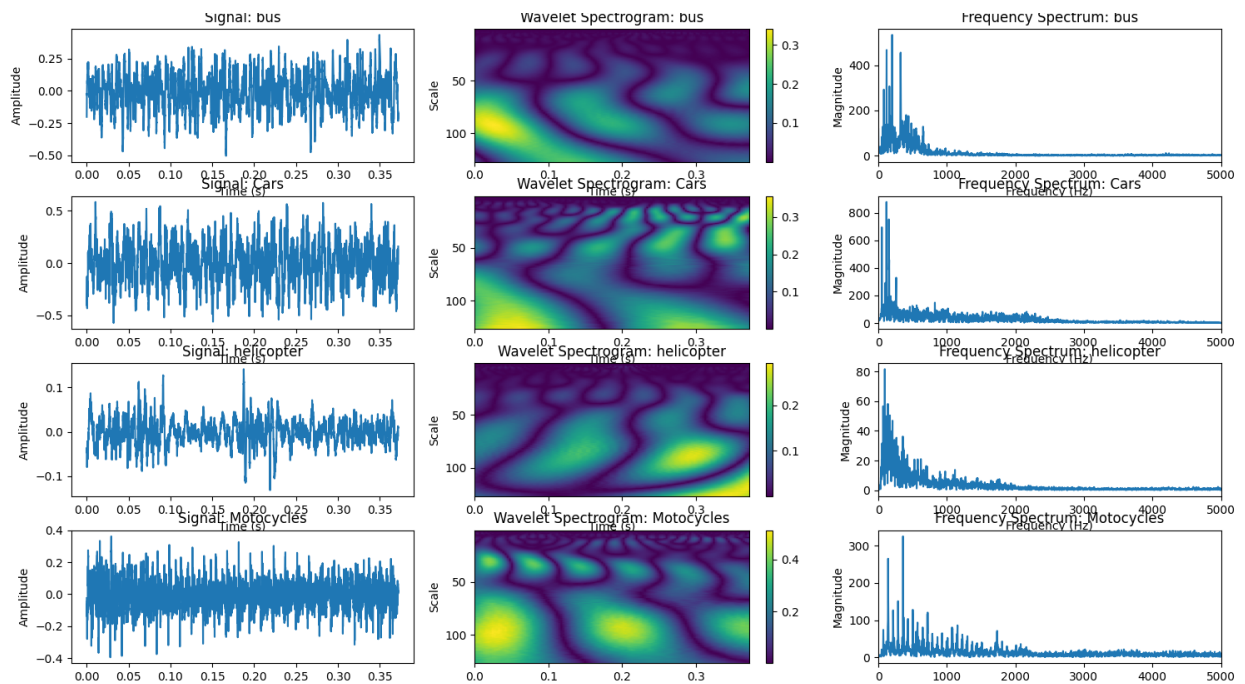 Signal: bus
Amplitude
0.25
0.00
−0.25
−0.50
0.00 0.05 0.10 0.15 0.20 0.25 0.30 0.35
Time (s)
Wavelet Spectrogram: bus
Scale
50
100
0.0 0.1 0.2 0.3
Time (s)
0.3
0.2
0.1
Frequency Spectrum: bus
Magnitude
400
200
0
0 1000 2000 3000 4000 5000
Frequency (Hz)
Signal: Cars
Amplitude
0.5
0.0
−0.5
0.00 0.05 0.10 0.15 0.20 0.25 0.30 0.35
Time (s)
Wavelet Spectrogram: Cars
Scale
50
100
0.0 0.1 0.2 0.3
Time (s)
0.3
0.2
0.1
Frequency Spectrum: Cars
Magnitude
800
600
400
200
0
0 1000 2000 3000 4000 5000
Frequency (Hz)
Signal: helicopter
Amplitude
0.1
0.0
−0.1
0.00 0.05 0.10 0.15 0.20 0.25 0.30 0.35
Time (s)
Wavelet Spectrogram: helicopter
Scale
50
100
0.0 0.1 0.2 0.3
Time (s)
0.2
0.1
Frequency Spectrum: helicopter
Magnitude
80
60
40
20
0
0 1000 2000 3000 4000 5000
Frequency (Hz)
Signal: Motocycles
Amplitude
0.4
0.2
0.0
−0.2
−0.4
0.00 0.05 0.10 0.15 0.20 0.25 0.30 0.35
Wavelet Spectrogram: Motocycles
Scale
50
100
0.0 0.1 0.2 0.3
0.4
0.2
Frequency Spectrum: Motocycles
Magnitude
300
200
100
0
0 1000 2000 3000 4000 5000